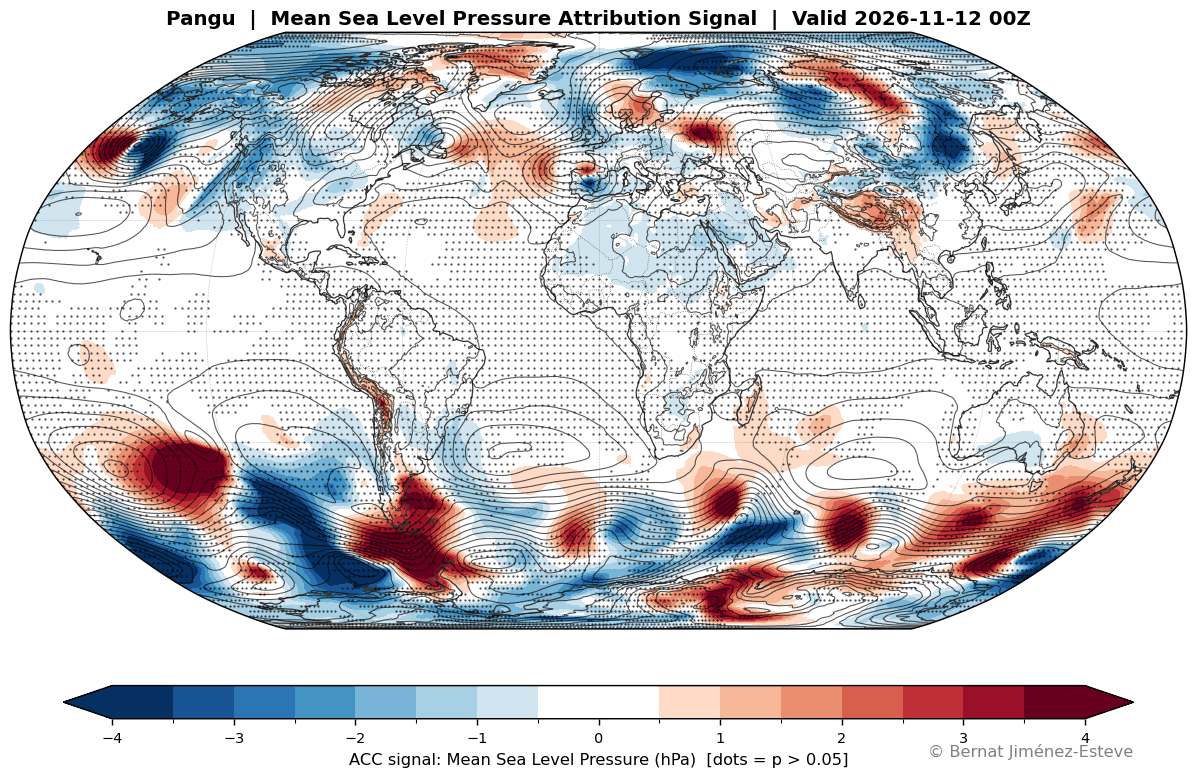 Pangu | Mean Sea Level Pressure Attribution Signal | Valid 2026-11-12 00Z
−4 −3 −2 −1 0 1 2 3 4
ACC signal: Mean Sea Level Pressure (hPa) [dots = p > 0.05]
© Bernat Jiménez-Esteve